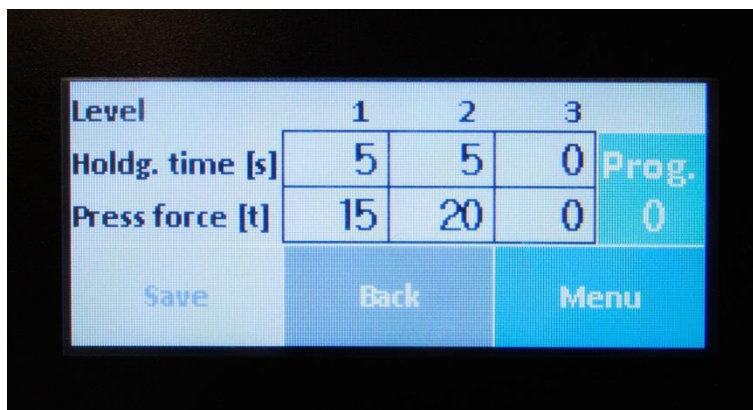 Level 1 2 3
Holdg. time [s] 5 5 0
Press force [t] 15 20 0
Prog.
0
Save Back Menu